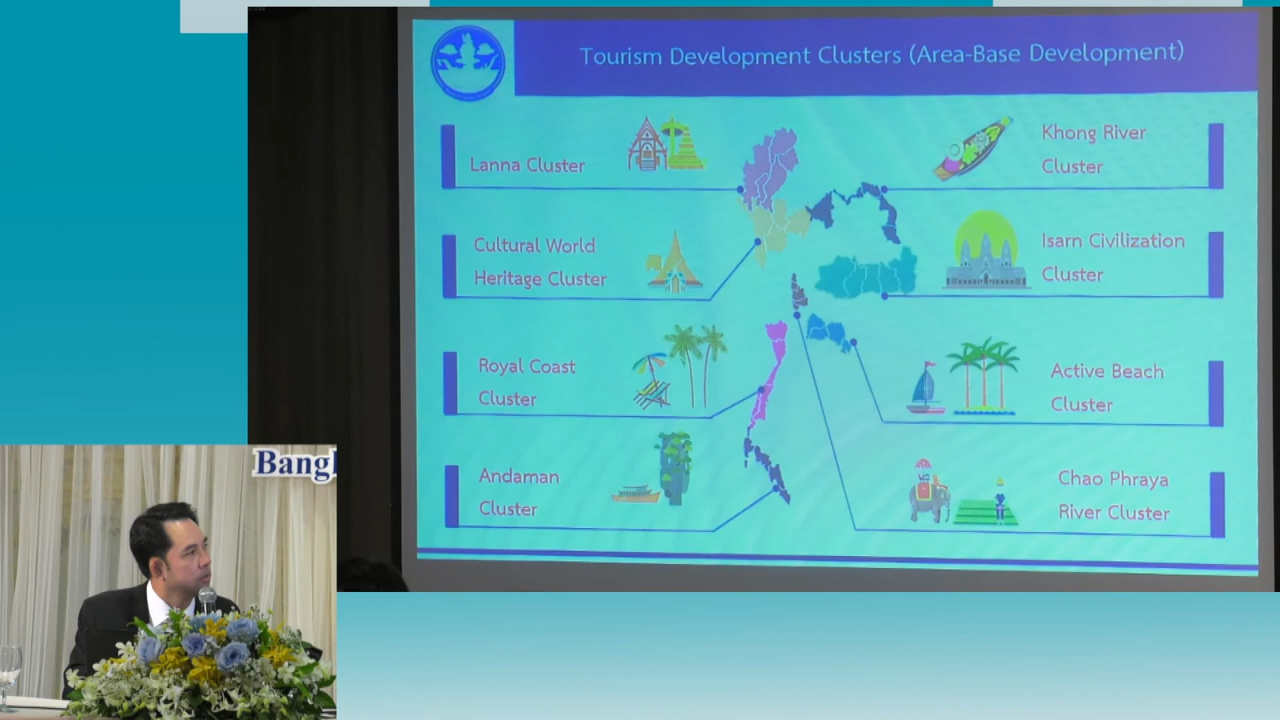 Tourism Development Clusters (Area-Base Development)
Lanna Cluster
Khong River
Cluster
Cultural World
Heritage Cluster
Isarn Civilization
Cluster
Royal Coast
Cluster
Active Beach
Cluster
Andaman
Cluster
Chao Phraya
River Cluster
Bangl